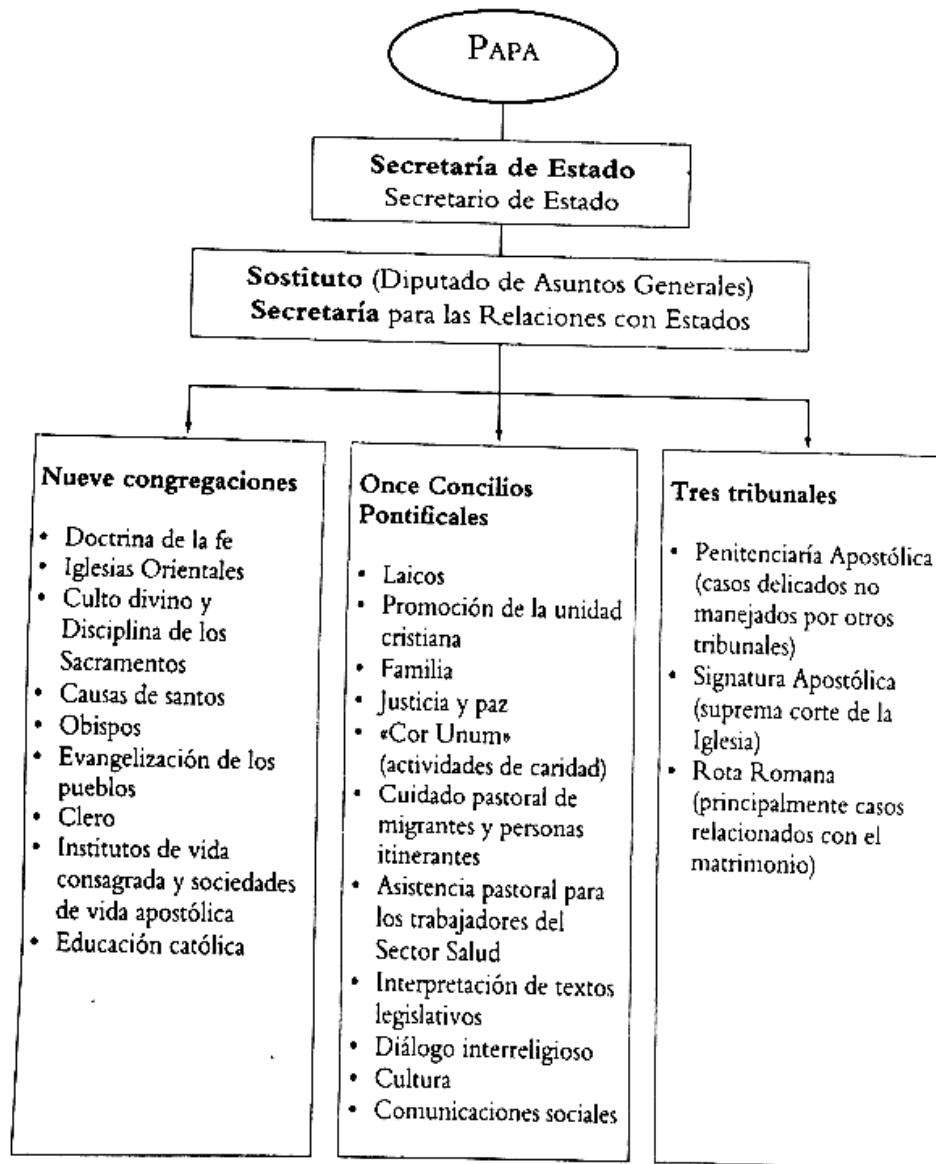 PAPA
Secretaría de Estado
Secretario de Estado
Sostituto (Diputado de Asuntos Generales)
Secretaría para las Relaciones con Estados
Nueve congregaciones
• Doctrina de la fe
• Iglesias Orientales
• Culto divino y
Disciplina de los
Sacramentos
• Causas de santos
• Obispos
• Evangelización de los
pueblos
• Clero
• Institutos de vida
consagrada y sociedades
de vida apostólica
• Educación católica
Once Concilios
Pontificales
• Laicos
• Promoción de la unidad
cristiana
• Familia
• Justicia y paz
• «Cor Unum»
(actividades de caridad)
• Cuidado pastoral de
migrantes y personas
itinerantes
• Asistencia pastoral para
los trabajadores del
Sector Salud
• Interpretación de textos
legislativos
• Diálogo interreligioso
• Cultura
• Comunicaciones sociales
Tres tribunales
• Penitenciaría Apostólica
(casos delicados no
manejados por otros
tribunales)
• Signatura Apostólica
(suprema corte de la
Iglesia)
• Rota Romana
(principalmente casos
relacionados con el
matrimonio)